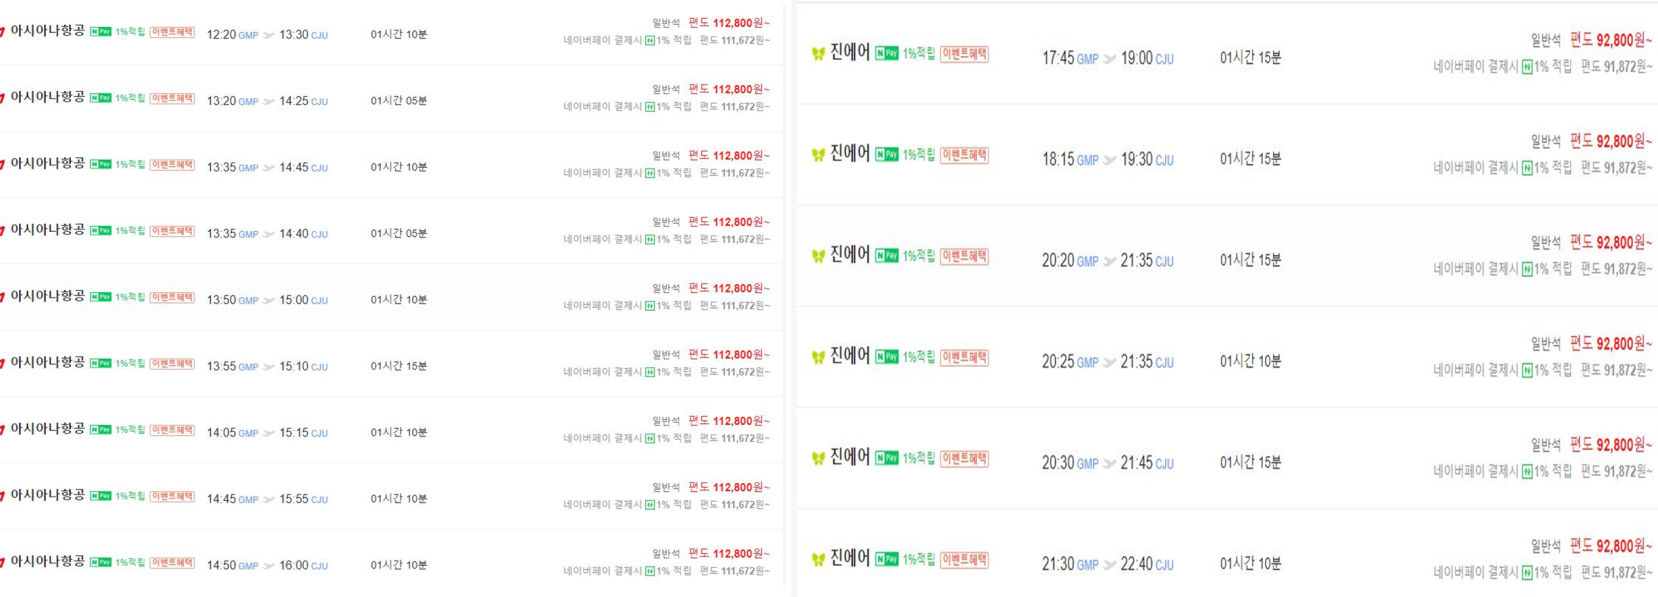 아시아나항공 N Pay 1%적립 이벤트혜택 12:20 GMP 13:30 CJU 01시간 10분 일반석 편도 112,800원~
네이버페이 결제시 1% 적립 편도 111,672원~
아시아나항공 N Pay 1%적립 이벤트혜택 13:20 GMP 14:25 CJU 01시간 05분 일반석 편도 112,800원~
네이버페이 결제시 1% 적립 편도 111,672원~
아시아나항공 N Pay 1%적립 이벤트혜택 13:35 GMP 14:45 CJU 01시간 10분 일반석 편도 112,800원~
네이버페이 결제시 1% 적립 편도 111,672원~
아시아나항공 N Pay 1%적립 이벤트혜택 13:35 GMP 14:40 CJU 01시간 05분 일반석 편도 112,800원~
네이버페이 결제시 1% 적립 편도 111,672원~
아시아나항공 N Pay 1%적립 이벤트혜택 13:50 GMP 15:00 CJU 01시간 10분 일반석 편도 112,800원~
네이버페이 결제시 1% 적립 편도 111,672원~
아시아나항공 N Pay 1%적립 이벤트혜택 13:55 GMP 15:10 CJU 01시간 15분 일반석 편도 112,800원~
네이버페이 결제시 1% 적립 편도 111,672원~
아시아나항공 N Pay 1%적립 이벤트혜택 14:05 GMP 15:15 CJU 01시간 10분 일반석 편도 112,800원~
네이버페이 결제시 1% 적립 편도 111,672원~
아시아나항공 N Pay 1%적립 이벤트혜택 14:45 GMP 15:55 CJU 01시간 10분 일반석 편도 112,800원~
네이버페이 결제시 1% 적립 편도 111,672원~
아시아나항공 N Pay 1%적립 이벤트혜택 14:50 GMP 16:00 CJU 01시간 10분 일반석 편도 112,800원~
네이버페이 결제시 1% 적립 편도 111,672원~
진에어 N Pay 1%적립 이벤트혜택 17:45 GMP 19:00 CJU 01시간 15분 일반석 편도 92,800원~
네이버페이 결제시 1% 적립 편도 91,872원~
진에어 N Pay 1%적립 이벤트혜택 18:15 GMP 19:30 CJU 01시간 15분 일반석 편도 92,800원~
네이버페이 결제시 1% 적립 편도 91,872원~
진에어 N Pay 1%적립 이벤트혜택 20:20 GMP 21:35 CJU 01시간 15분 일반석 편도 92,800원~
네이버페이 결제시 1% 적립 편도 91,872원~
진에어 N Pay 1%적립 이벤트혜택 20:25 GMP 21:35 CJU 01시간 10분 일반석 편도 92,800원~
네이버페이 결제시 1% 적립 편도 91,872원~
진에어 N Pay 1%적립 이벤트혜택 20:30 GMP 21:45 CJU 01시간 15분 일반석 편도 92,800원~
네이버페이 결제시 1% 적립 편도 91,872원~
진에어 N Pay 1%적립 이벤트혜택 21:30 GMP 22:40 CJU 01시간 10분 일반석 편도 92,800원~
네이버페이 결제시 1% 적립 편도 91,872원~